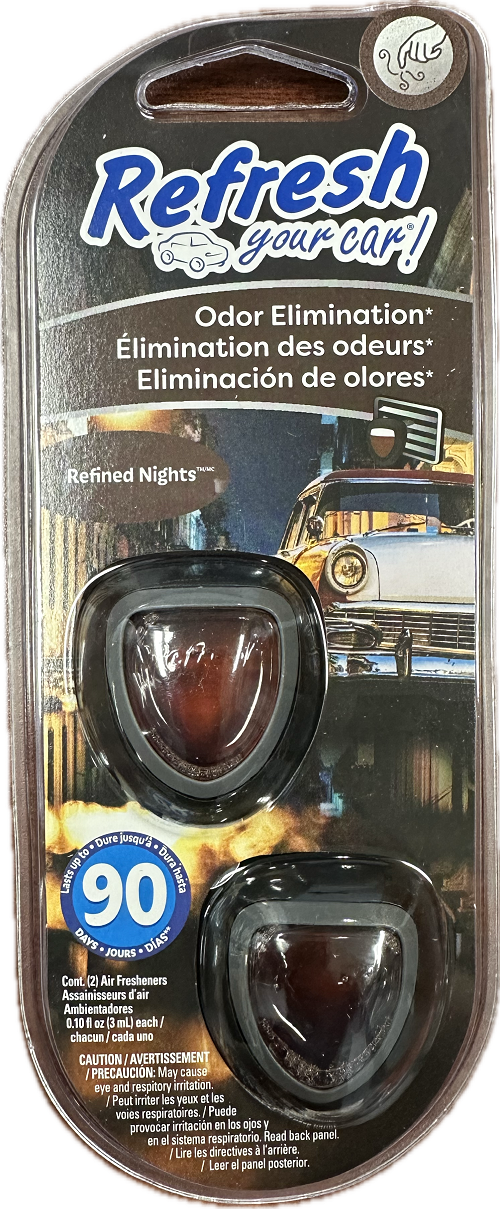 Refresh
your car!®
Odor Elimination*
Élimination des odeurs*
Eliminación de olores*
Refined Nights™/MC
Lasts up to • Dure jusqu'à • Dura hasta
90
DAYS • JOURS • DÍAS**
Cont. (2) Air Fresheners
Assainisseurs d'air
Ambientadores
0.10 fl oz (3 mL) each /
chacun / cada uno
CAUTION / AVERTISSEMENT
/ PRECAUCIÓN: May cause
eye and respitory irritation.
/ Peut irriter les yeux et les
voies respiratoires. / Puede
provocar irritación en los ojos y
en el sistema respiratorio. Read back panel.
/ Lire les directives à l'arrière.
/ Leer el panel posterior.